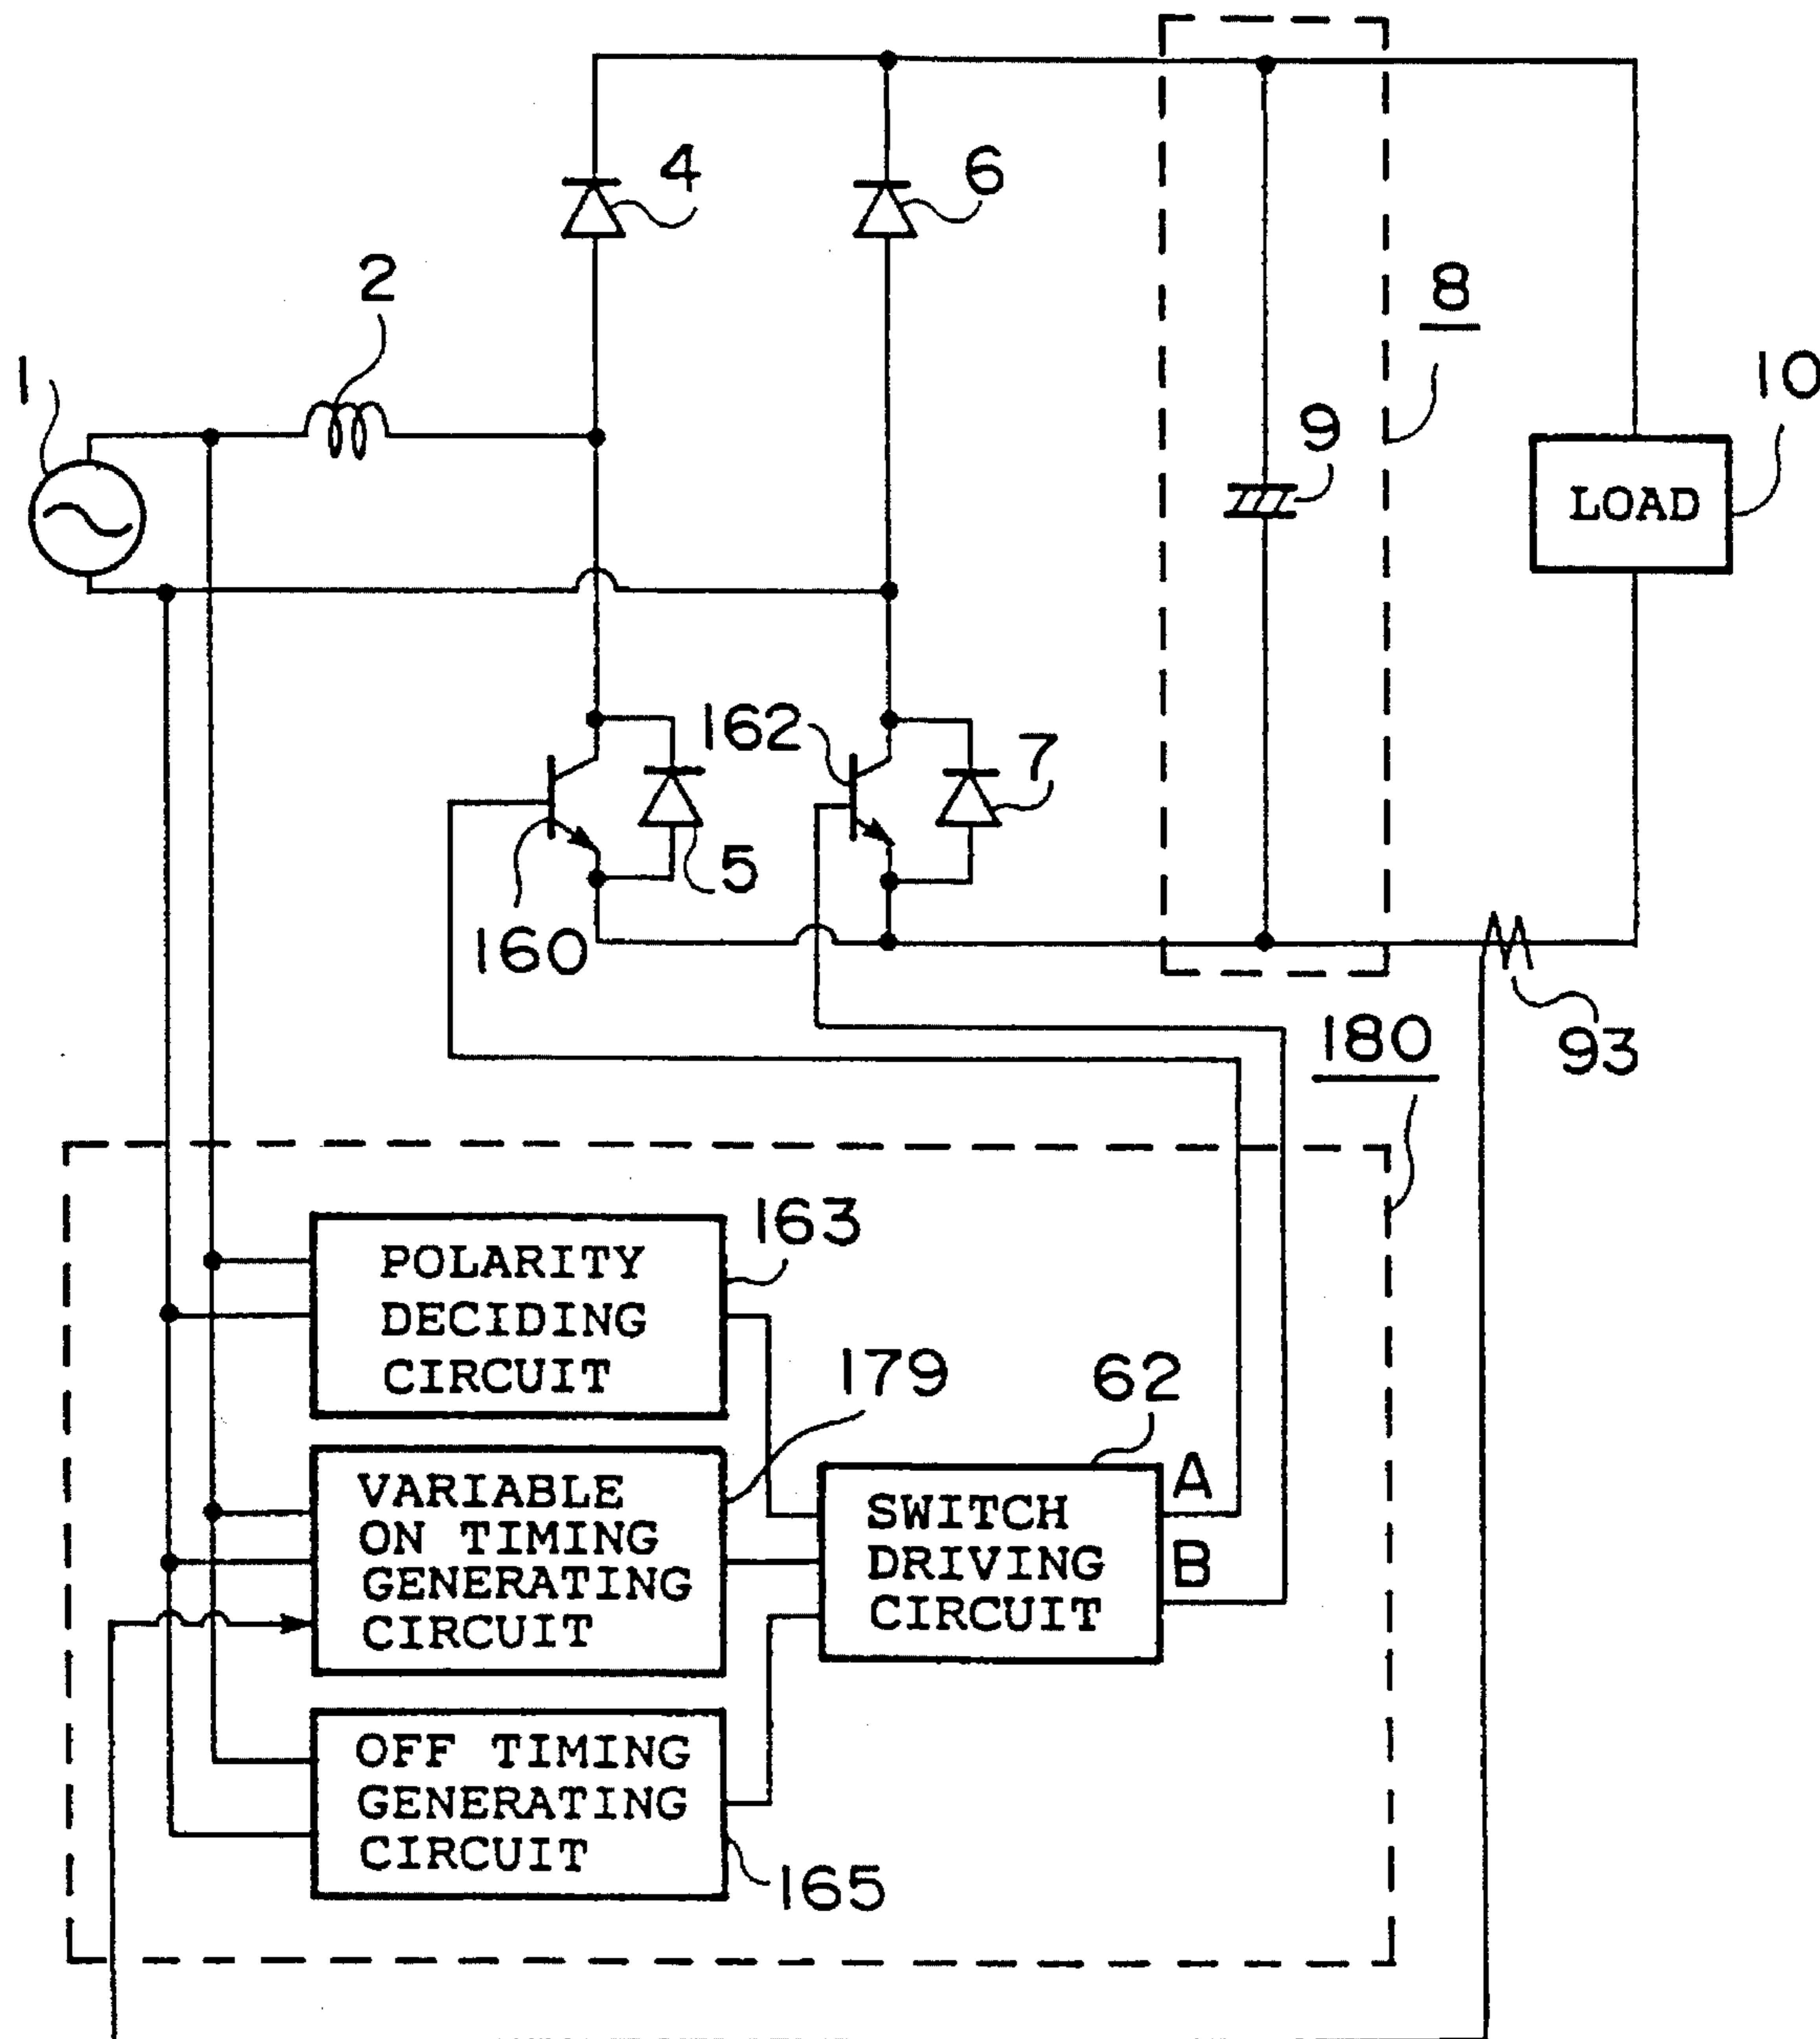 4
6
2
8
1
10
9
LOAD
162
7
5
160
180
93
163
POLARITY
DECIDING
CIRCUIT
179
62
VARIABLE
ON TIMING
GENERATING
CIRCUIT
A
SWITCH
DRIVING
CIRCUIT
B
OFF TIMING
GENERATING
CIRCUIT
165